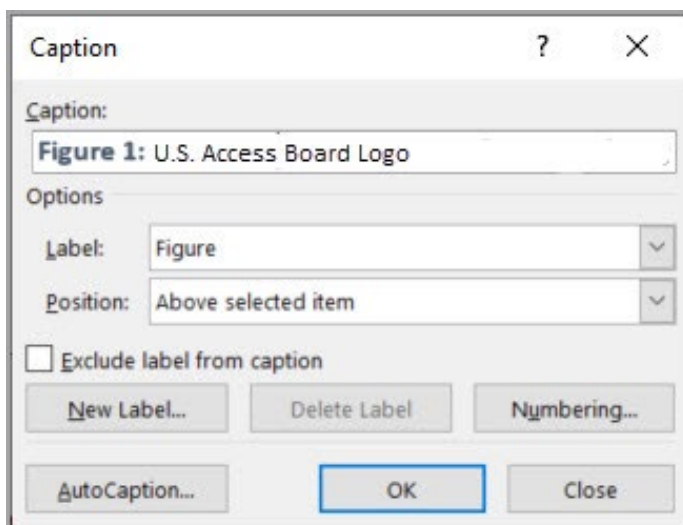 Caption ? X
Caption:
Figure 1: U.S. Access Board Logo
Options
Label: Figure
Position: Above selected item
Exclude label from caption
New Label... Delete Label Numbering...
AutoCaption... OK Close